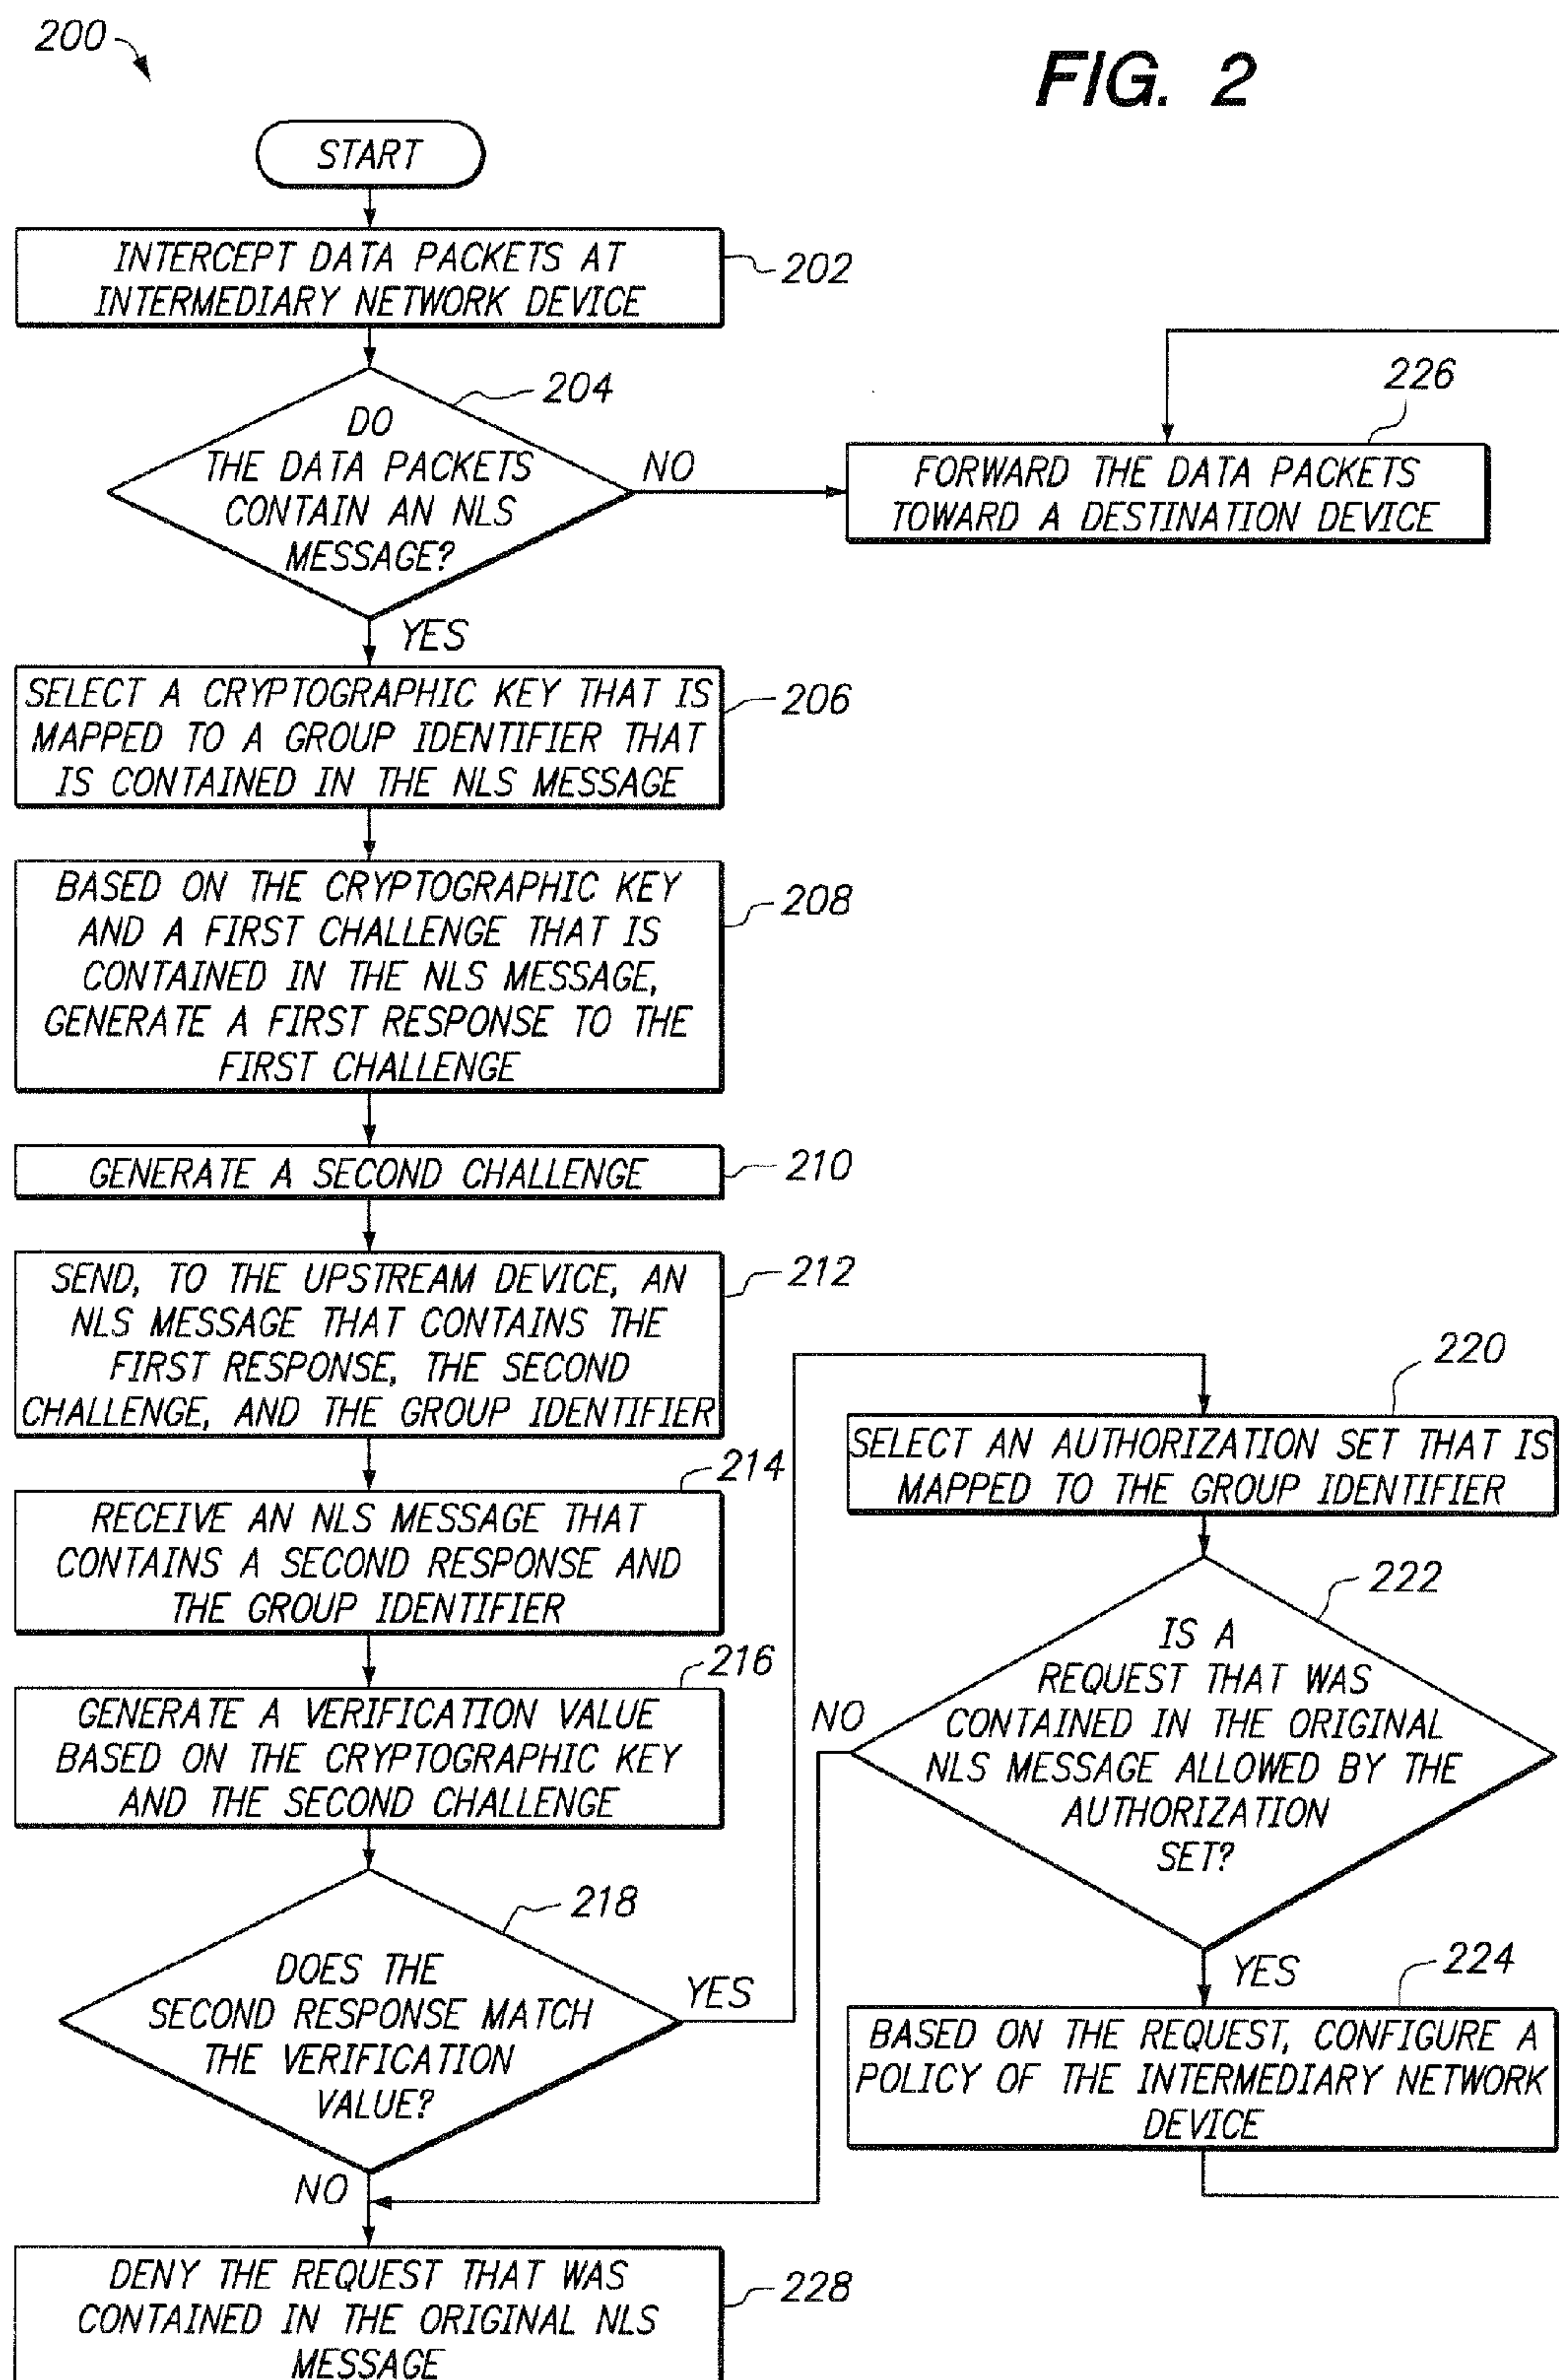 200
FIG. 2
START
INTERCEPT DATA PACKETS AT
INTERMEDIARY NETWORK DEVICE
202
204
DO
THE DATA PACKETS
CONTAIN AN NLS
MESSAGE?
NO
YES
226
FORWARD THE DATA PACKETS
TOWARD A DESTINATION DEVICE
SELECT A CRYPTOGRAPHIC KEY THAT IS
MAPPED TO A GROUP IDENTIFIER THAT
IS CONTAINED IN THE NLS MESSAGE
206
BASED ON THE CRYPTOGRAPHIC KEY
AND A FIRST CHALLENGE THAT IS
CONTAINED IN THE NLS MESSAGE,
GENERATE A FIRST RESPONSE TO THE
FIRST CHALLENGE
208
GENERATE A SECOND CHALLENGE
210
SEND, TO THE UPSTREAM DEVICE, AN
NLS MESSAGE THAT CONTAINS THE
FIRST RESPONSE, THE SECOND
CHALLENGE, AND THE GROUP IDENTIFIER
212
214
RECEIVE AN NLS MESSAGE THAT
CONTAINS A SECOND RESPONSE AND
THE GROUP IDENTIFIER
216
GENERATE A VERIFICATION VALUE
BASED ON THE CRYPTOGRAPHIC KEY
AND THE SECOND CHALLENGE
218
DOES THE
SECOND RESPONSE MATCH
THE VERIFICATION
VALUE?
YES
NO
220
SELECT AN AUTHORIZATION SET THAT IS
MAPPED TO THE GROUP IDENTIFIER
222
IS A
REQUEST THAT WAS
CONTAINED IN THE ORIGINAL
NLS MESSAGE ALLOWED BY THE
AUTHORIZATION
SET?
NO
YES
224
BASED ON THE REQUEST, CONFIGURE A
POLICY OF THE INTERMEDIARY NETWORK
DEVICE
DENY THE REQUEST THAT WAS
CONTAINED IN THE ORIGINAL NLS
MESSAGE
228